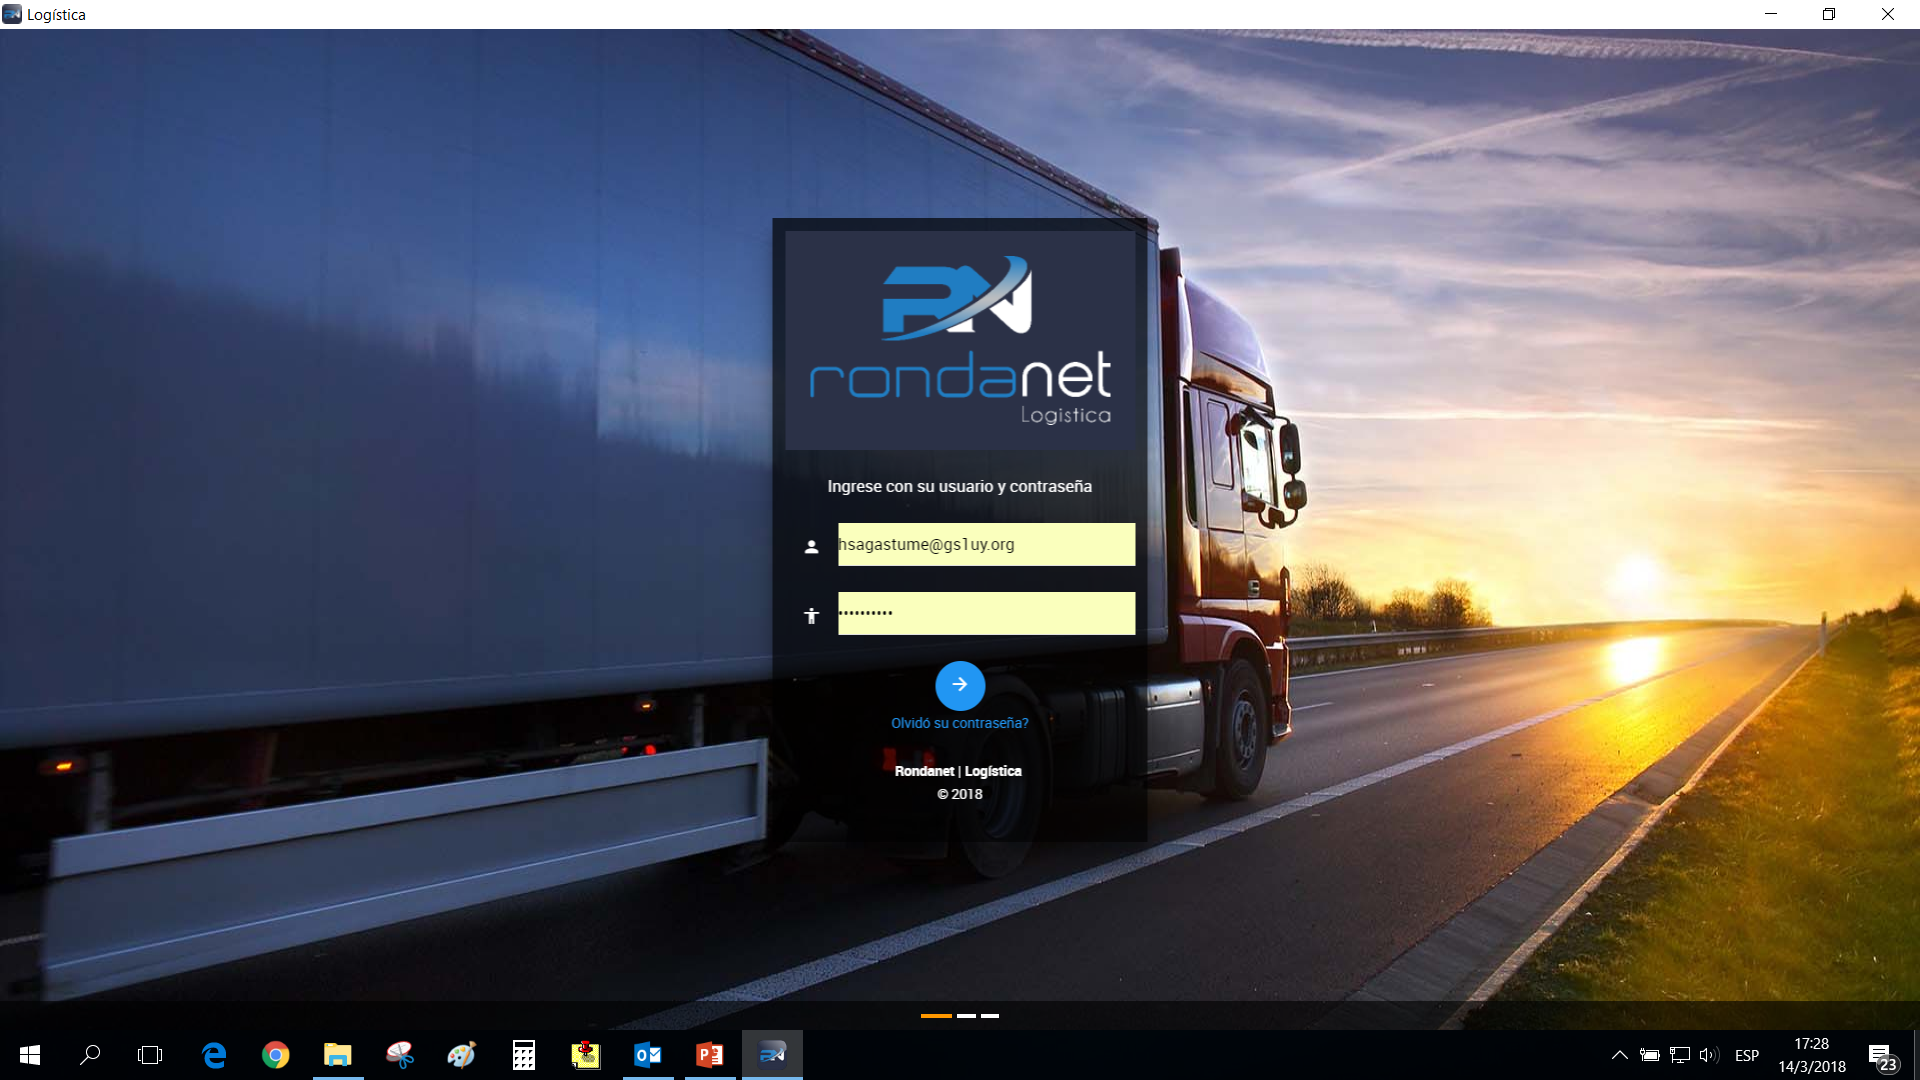 Logística
RN
rondanet
Logistica
Ingrese con su usuario y contraseña
hsagastume@gs1uy.org
••••••••••
Olvidó su contraseña?
Rondanet | Logística
© 2018
ESP
17:28
14/3/2018
23